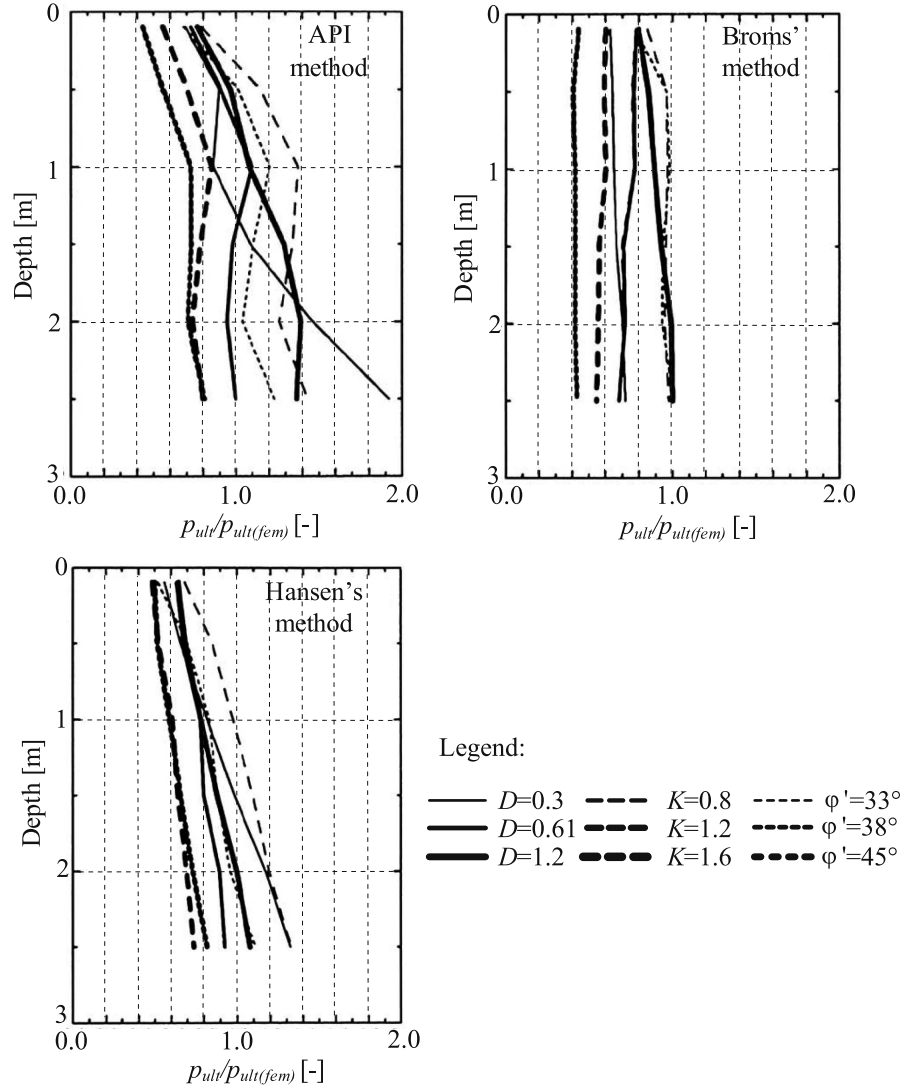 0
API
method
1
Depth [m]
2
3
0.0
1.0
2.0
p_ult/p_ult(fem) [-]
0
Broms'
method
1
Depth [m]
2
3
0.0
1.0
2.0
p_ult/p_ult(fem) [-]
0
Hansen's
method
1
Depth [m]
2
3
0.0
1.0
2.0
p_ult/p_ult(fem) [-]
Legend:
D=0.3 K=0.8 φ'=33°
D=0.61 K=1.2 φ'=38°
D=1.2 K=1.6 φ'=45°